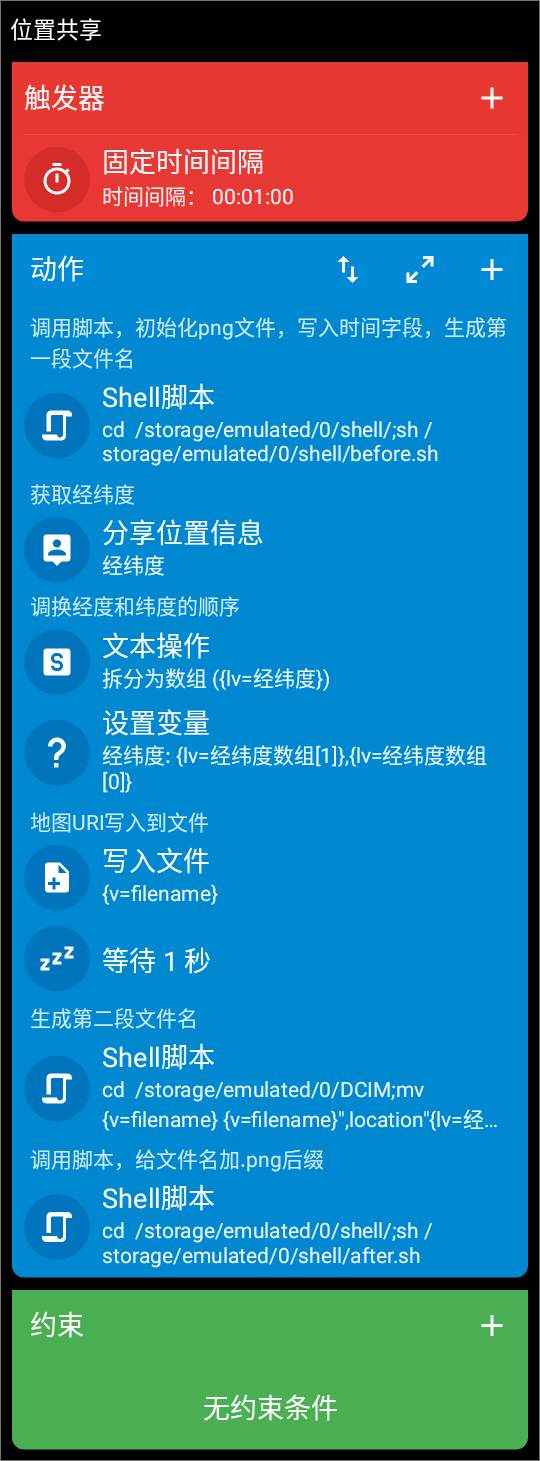 位置共享
触发器
固定时间间隔
时间间隔： 00:01:00
动作
调用脚本，初始化png文件，写入时间字段，生成第
一段文件名
Shell脚本
cd /storage/emulated/0/shell/;sh /
storage/emulated/0/shell/before.sh
获取经纬度
分享位置信息
经纬度
调换经度和纬度的顺序
文本操作
拆分为数组 ({lv=经纬度})
设置变量
经纬度: {lv=经纬度数组[1]},{lv=经纬度数组
[0]}
地图URI写入到文件
写入文件
{v=filename}
zzz
等待 1 秒
生成第二段文件名
Shell脚本
cd /storage/emulated/0/DCIM;mv
{v=filename} {v=filename}",location"{lv=经...
调用脚本，给文件名加.png后缀
Shell脚本
cd /storage/emulated/0/shell/;sh /
storage/emulated/0/shell/after.sh
约束
无约束条件